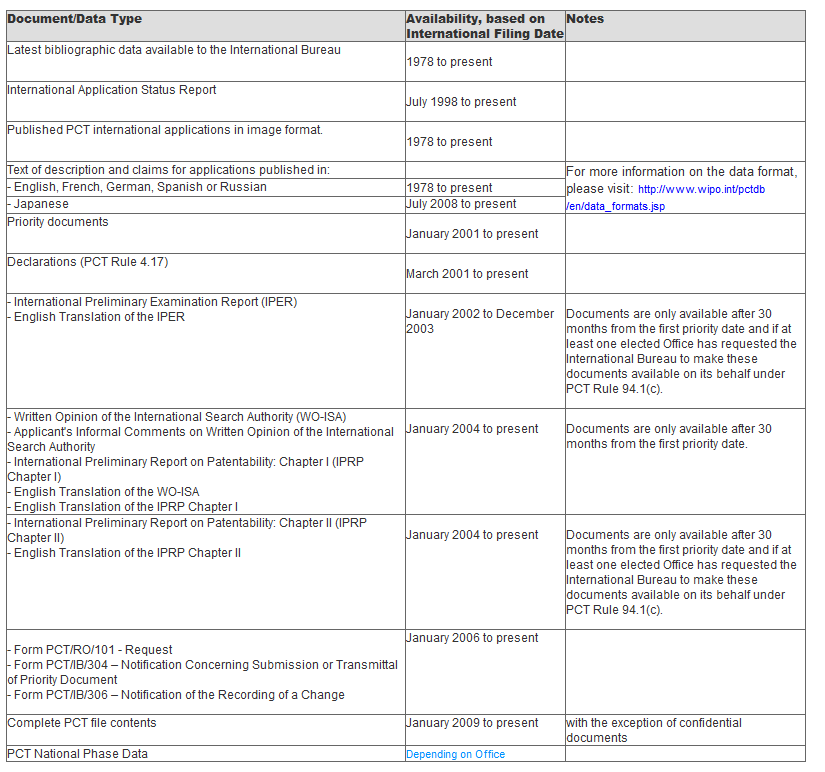 Document/Data Type
Availability, based on
International Filing Date
Notes
Latest bibliographic data available to the International Bureau
1978 to present
International Application Status Report
July 1998 to present
Published PCT international applications in image format.
1978 to present
Text of description and claims for applications published in:
- English, French, German, Spanish or Russian
1978 to present
- Japanese
July 2008 to present
For more information on the data format,
please visit: http://www.wipo.int/pctdb
/en/data_formats.jsp
Priority documents
January 2001 to present
Declarations (PCT Rule 4.17)
March 2001 to present
- International Preliminary Examination Report (IPER)
- English Translation of the IPER
January 2002 to December
2003
Documents are only available after 30
months from the first priority date and if at
least one elected Office has requested the
International Bureau to make these
documents available on its behalf under
PCT Rule 94.1(c).
- Written Opinion of the International Search Authority (WO-ISA)
- Applicant's Informal Comments on Written Opinion of the International
Search Authority
- International Preliminary Report on Patentability: Chapter I (IPRP
Chapter I)
- English Translation of the WO-ISA
- English Translation of the IPRP Chapter I
January 2004 to present
Documents are only available after 30
months from the first priority date.
- International Preliminary Report on Patentability: Chapter II (IPRP
Chapter II)
- English Translation of the IPRP Chapter II
January 2004 to present
Documents are only available after 30
months from the first priority date and if at
least one elected Office has requested the
International Bureau to make these
documents available on its behalf under
PCT Rule 94.1(c).
- Form PCT/RO/101 - Request
- Form PCT/IB/304 – Notification Concerning Submission or Transmittal
of Priority Document
- Form PCT/IB/306 – Notification of the Recording of a Change
January 2006 to present
Complete PCT file contents
January 2009 to present
with the exception of confidential
documents
PCT National Phase Data
Depending on Office